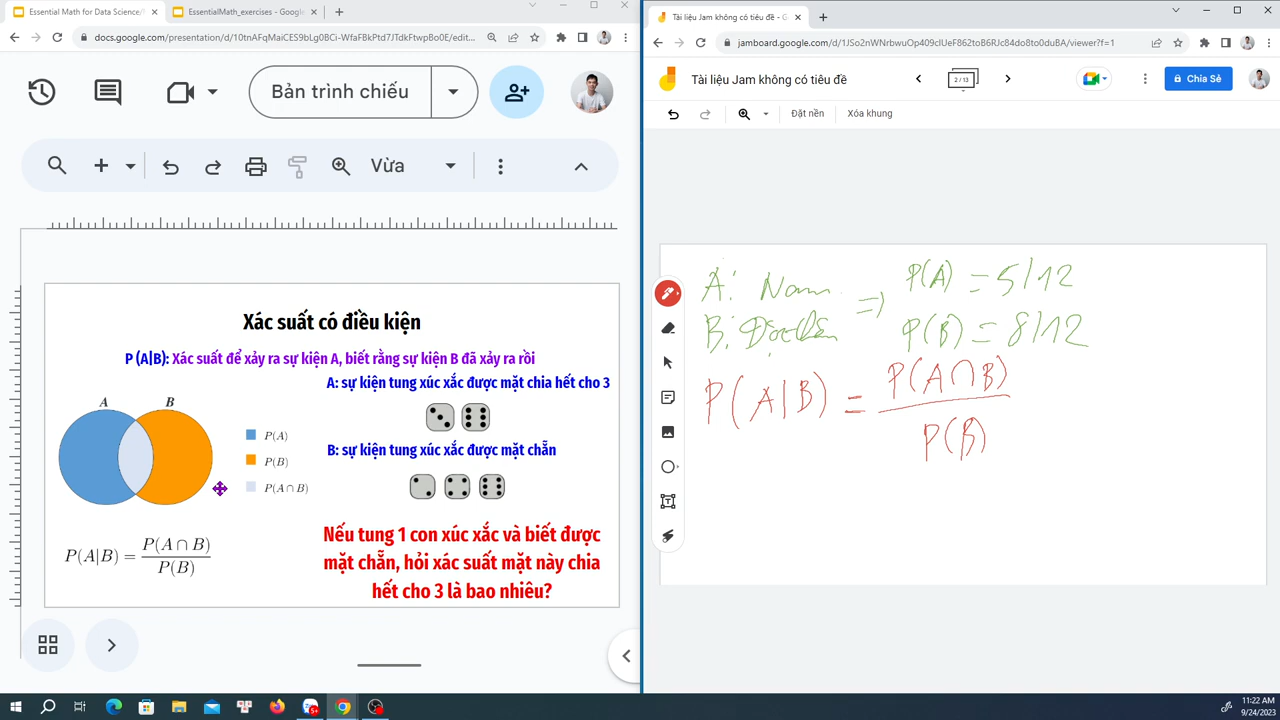 Essential Math for Data Science/
EssentialMath_exercises - Google
docs.google.com/presentation/d/10tnAFqMaiCES9bLg0BCi-WfaFBkPtd7JTdkFtwpBo0E/edit...
Bản trình chiếu
Vừa
Xác suất có điều kiện
P (A|B): Xác suất để xảy ra sự kiện A, biết rằng sự kiện B đã xảy ra rồi
A: sự kiện tung xúc xắc được mặt chia hết cho 3
A B
P(A)
P(B)
P(A ∩ B)
B: sự kiện tung xúc xắc được mặt chẵn
P(A|B) = P(A ∩ B) / P(B)
Nếu tung 1 con xúc xắc và biết được
mặt chẵn, hỏi xác suất mặt này chia
hết cho 3 là bao nhiêu?
Tài liệu Jam không có tiêu đề - G
jamboard.google.com/d/1JSo2nWNrbwuOp409cIUeF862toB6RJc84do8to0duBA/viewer?f=1
Tài liệu Jam không có tiêu đề
2 / 13
Chia Sẻ
Đặt nền
Xóa khung
A: Nam => P(A) = 5/12
B: P(B) = 8/12
P(A|B) = P(A∩B) / P(B)
5+
11:22 AM
9/24/2023